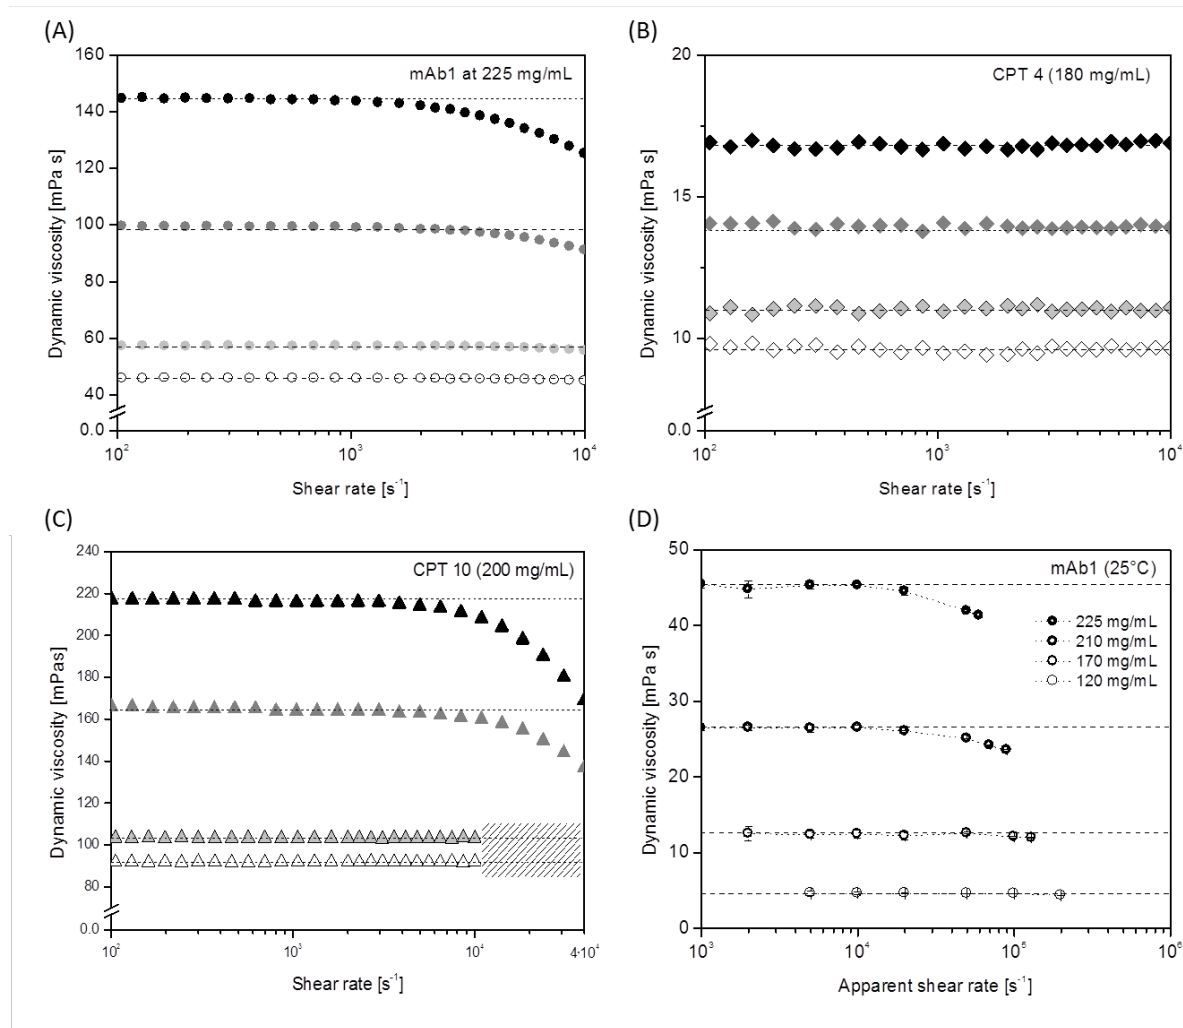 (A)
mAb1 at 225 mg/mL
Dynamic viscosity [mPa s]
160
140
120
100
80
60
40
0.0
10²
10³
10⁴
Shear rate [s⁻¹]
(B)
CPT 4 (180 mg/mL)
Dynamic viscosity [mPa s]
20
15
10
0.0
10²
10³
10⁴
Shear rate [s⁻¹]
(C)
CPT 10 (200 mg/mL)
Dynamic viscosity [mPas]
240
220
200
180
160
140
120
100
80
0.0
10²
10³
10⁴
4·10⁴
Shear rate [s⁻¹]
(D)
mAb1 (25°C)
225 mg/mL
210 mg/mL
170 mg/mL
120 mg/mL
Dynamic viscosity [mPa s]
50
40
30
20
10
0
10³
10⁴
10⁵
10⁶
Apparent shear rate [s⁻¹]